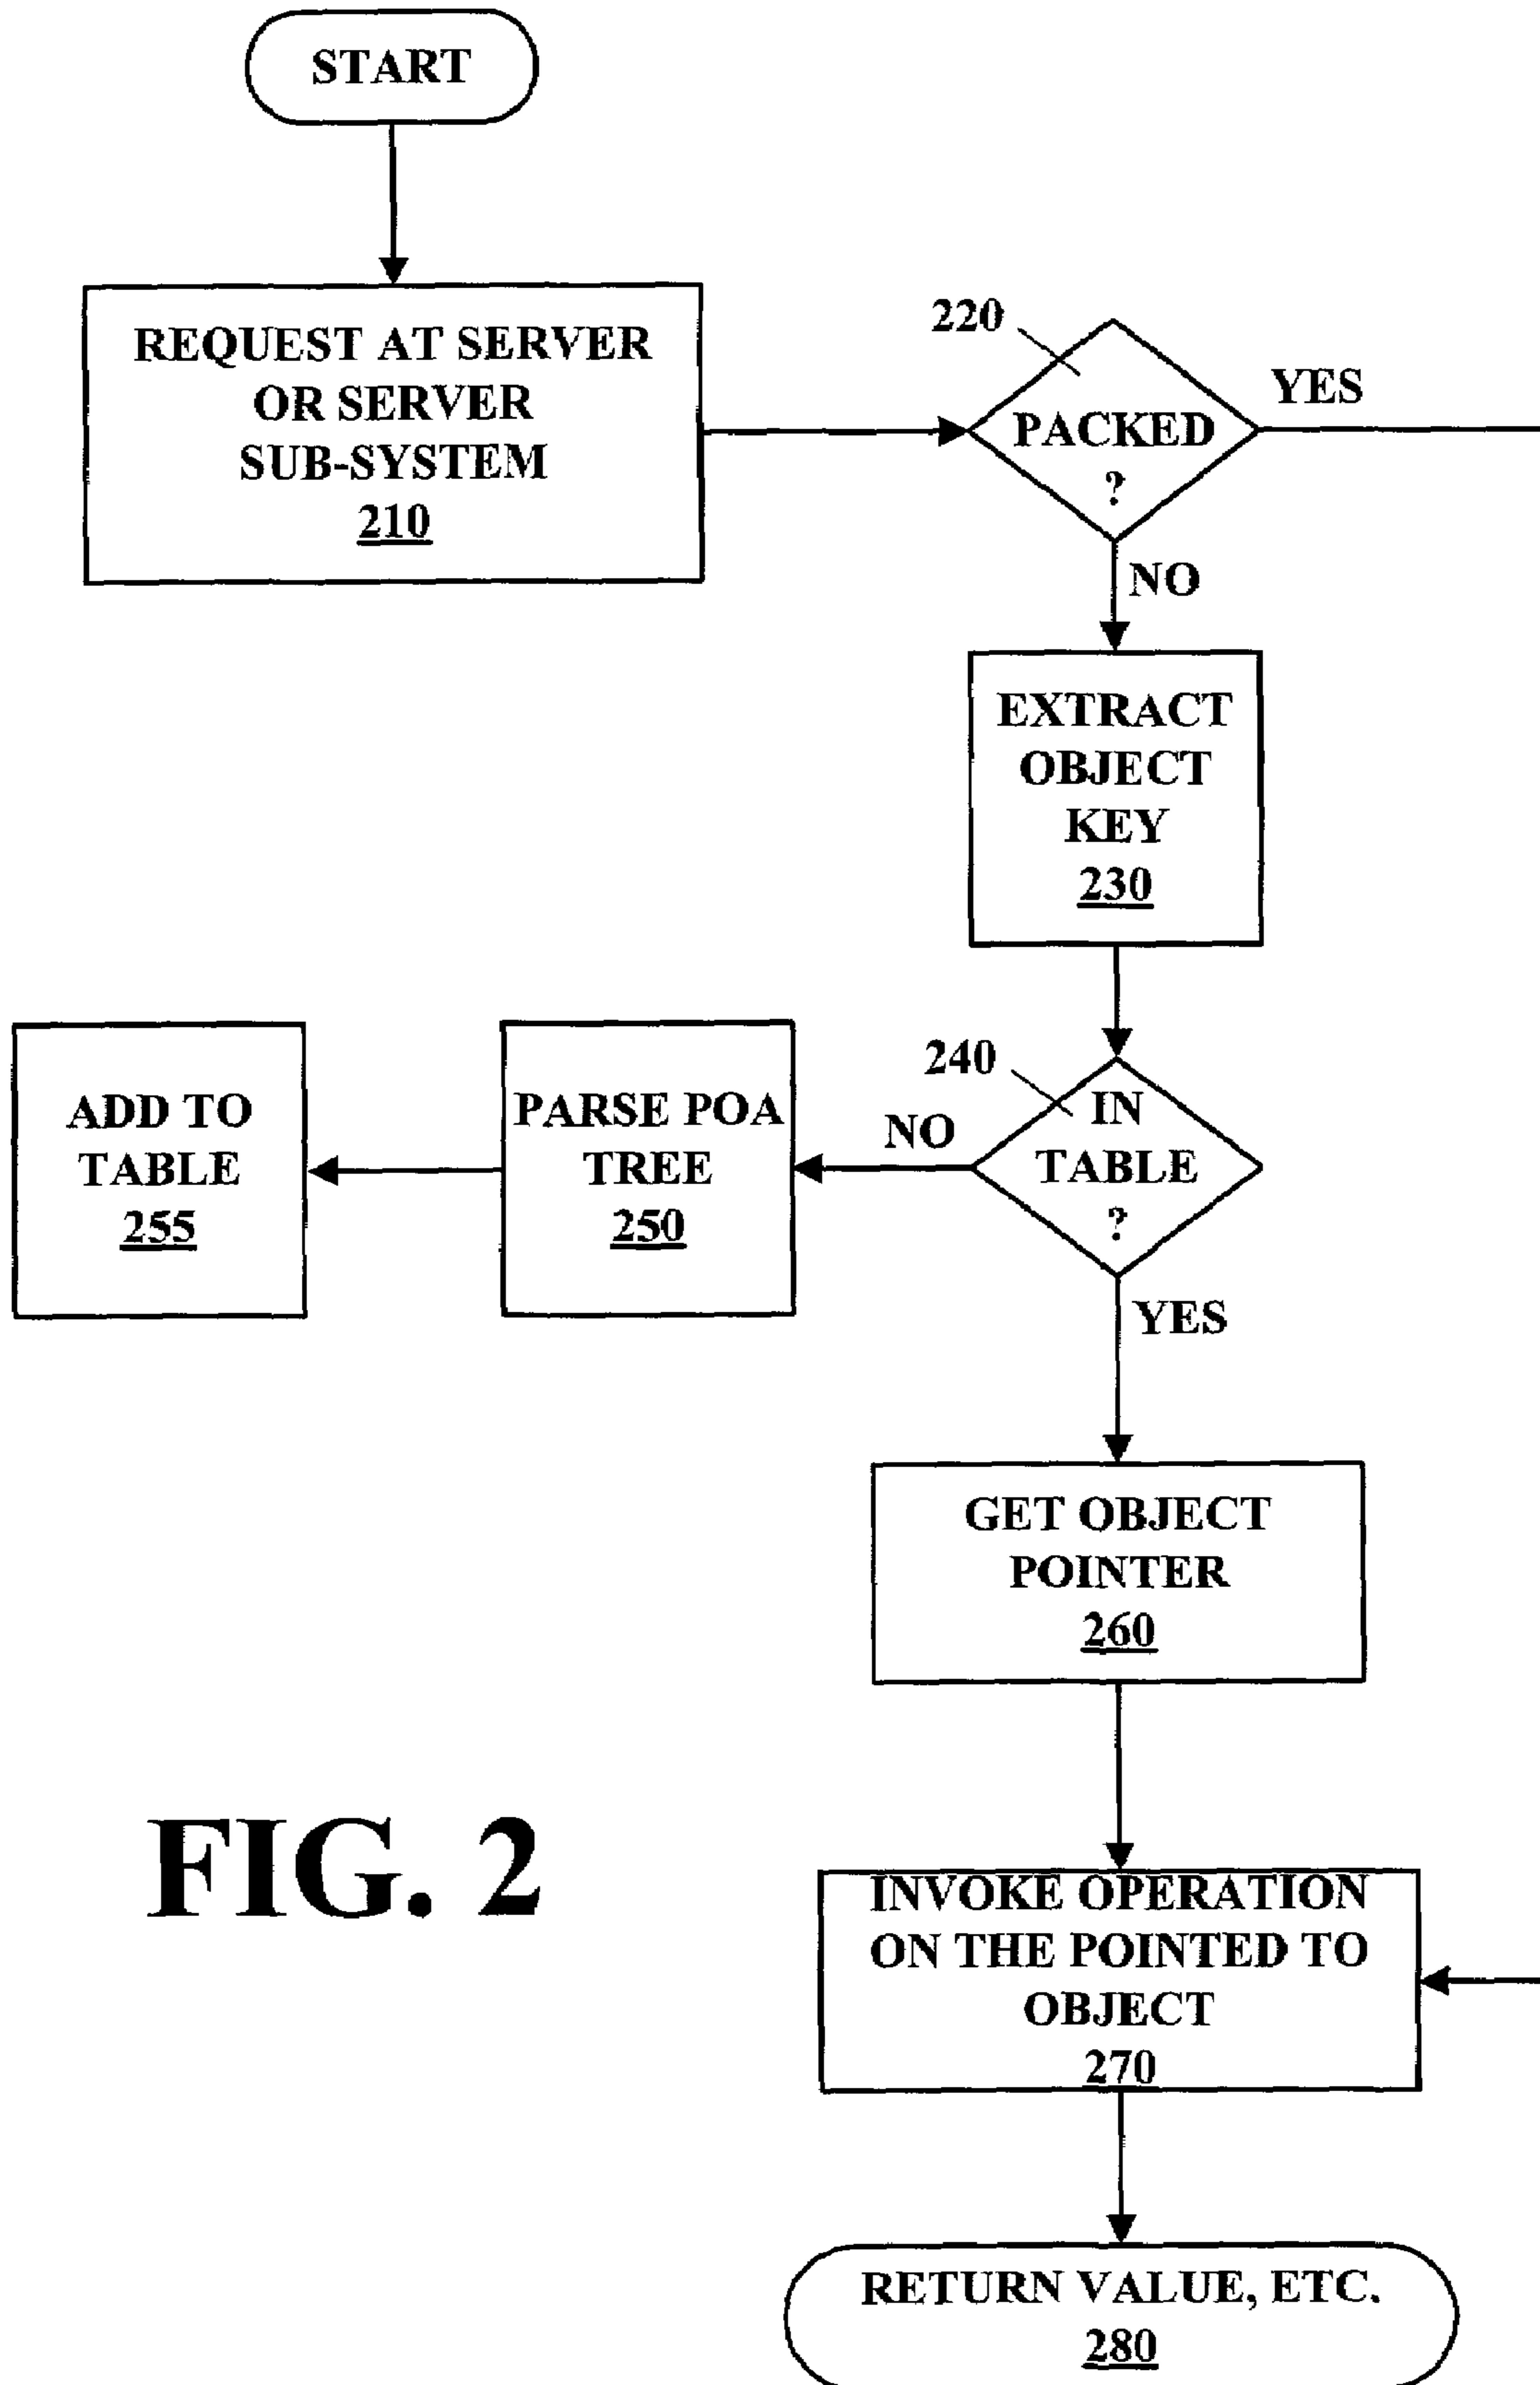 START
REQUEST AT SERVER
OR SERVER
SUB-SYSTEM
210
220
PACKED
?
YES
NO
EXTRACT
OBJECT
KEY
230
240
IN
TABLE
?
NO
PARSE POA
TREE
250
ADD TO
TABLE
255
YES
GET OBJECT
POINTER
260
INVOKE OPERATION
ON THE POINTED TO
OBJECT
270
RETURN VALUE, ETC.
280
FIG. 2